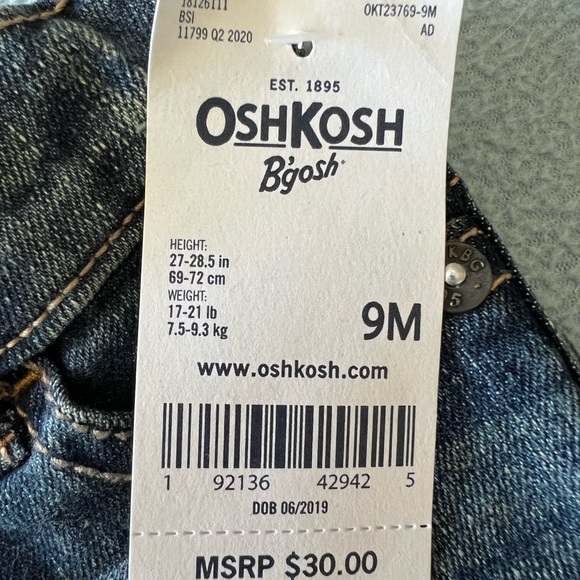 18126111
BSI
11799 Q2 2020
OKT23769-9M
AD
EST. 1895
OSHKOSH
B'gosh
HEIGHT:
27-28.5 in
69-72 cm
WEIGHT:
17-21 lb
7.5-9.3 kg
9M
www.oshkosh.com
1 92136 42942 5
DOB 06/2019
MSRP $30.00
KBG